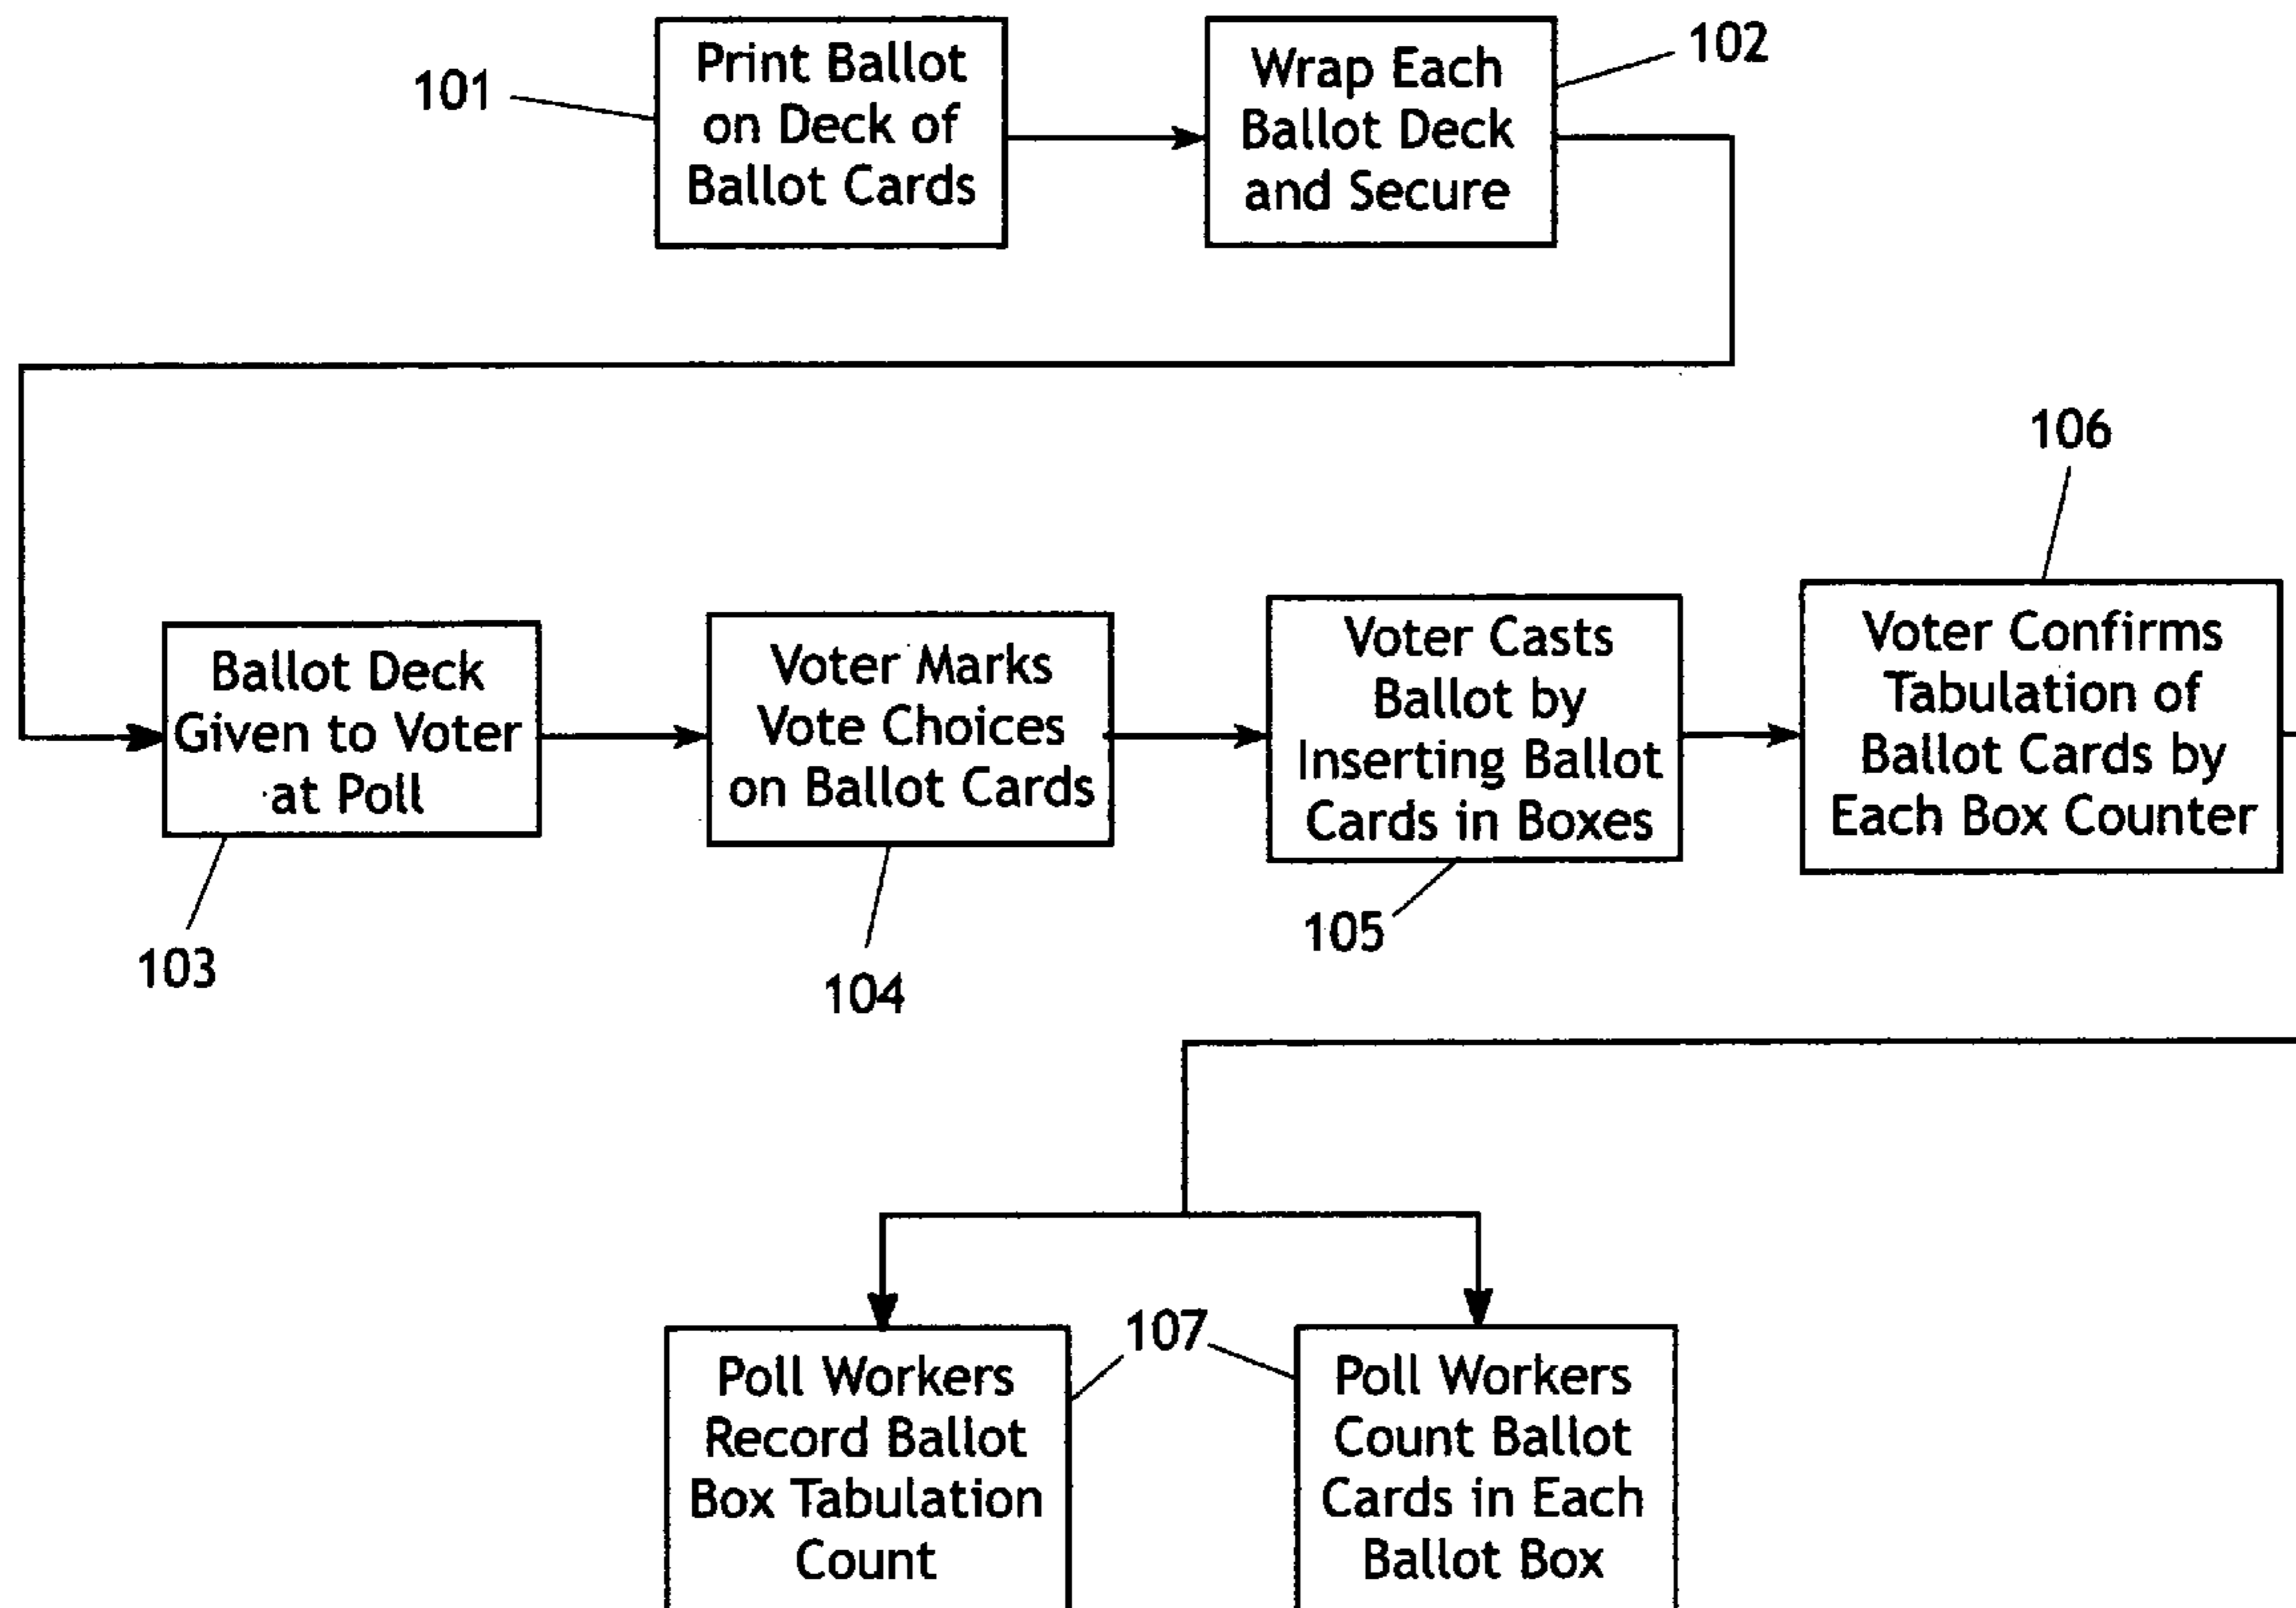 101
Print Ballot
on Deck of
Ballot Cards
Wrap Each
Ballot Deck
and Secure
102
Ballot Deck
Given to Voter
at Poll
103
Voter Marks
Vote Choices
on Ballot Cards
104
Voter Casts
Ballot by
Inserting Ballot
Cards in Boxes
105
106
Voter Confirms
Tabulation of
Ballot Cards by
Each Box Counter
Poll Workers
Record Ballot
Box Tabulation
Count
107
Poll Workers
Count Ballot
Cards in Each
Ballot Box